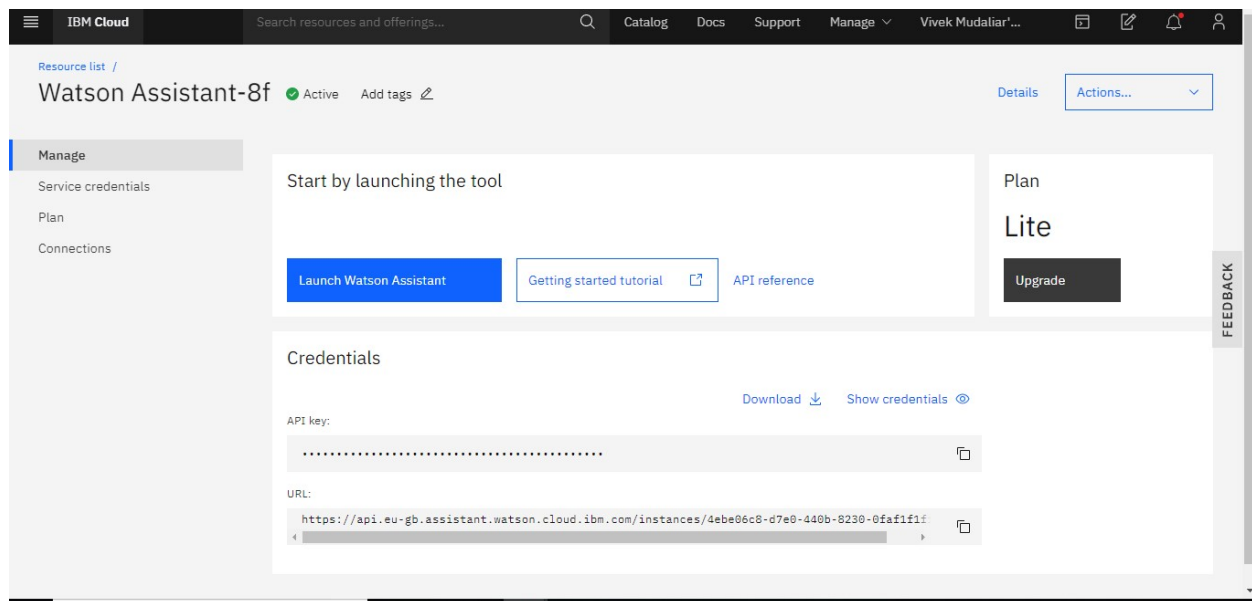 IBM Cloud Search resources and offerings... Catalog Docs Support Manage Vivek Mudaliar'...
Resource list /
Watson Assistant-8f Active Add tags Details Actions...
Manage
Service credentials
Plan
Connections
Start by launching the tool
Launch Watson Assistant Getting started tutorial API reference
Plan
Lite
Upgrade
Credentials
Download Show credentials
API key:
............................................
URL:
https://api.eu-gb.assistant.watson.cloud.ibm.com/instances/4ebe06c8-d7e0-440b-8230-0faf1f1f
FEEDBACK